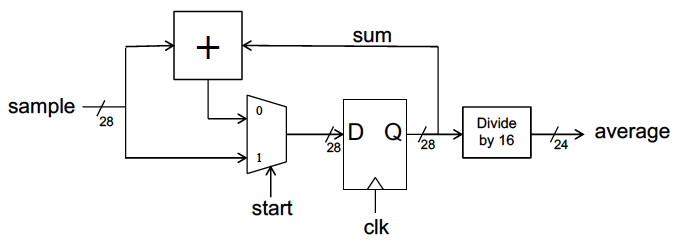 sum
+
sample
28
0
1
28
D
Q
28
Divide
by 16
24
average
start
clk